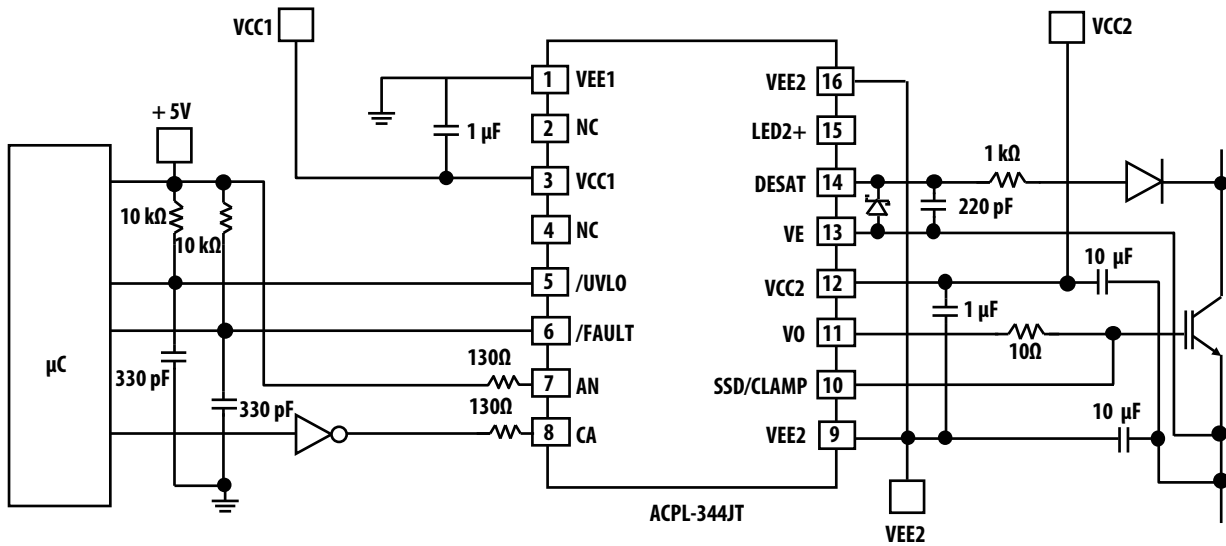 VCC1
VCC2
1 VEE1
VEE2 16
+ 5V
1 µF
2 NC
LED2+ 15
1 kΩ
3 VCC1
DESAT 14
10 kΩ
220 pF
10 kΩ
4 NC
VE 13
10 µF
5 /UVLO
VCC2 12
1 µF
6 /FAULT
VO 11
10Ω
µC
130Ω
330 pF
7 AN
SSD/CLAMP 10
130Ω
330 pF
10 µF
8 CA
VEE2 9
ACPL-344JT
VEE2